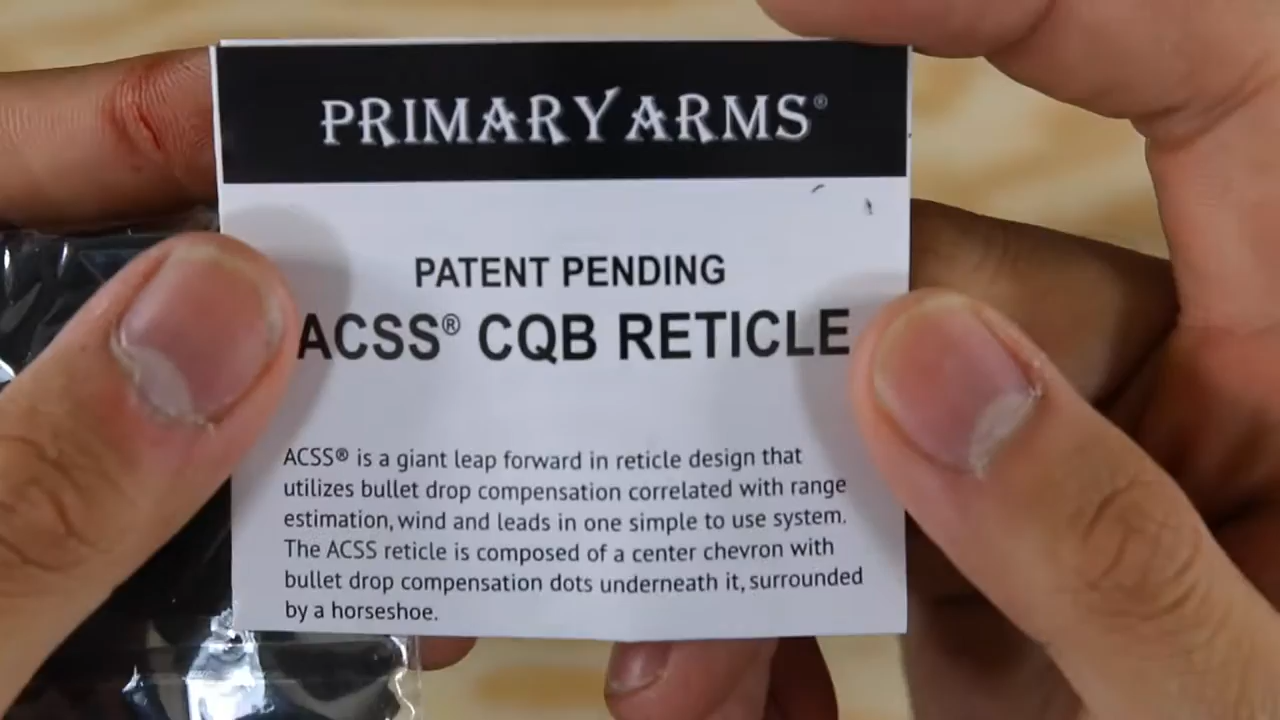 PRIMARY ARMS®
PATENT PENDING
ACSS® CQB RETICLE
ACSS® is a giant leap forward in reticle design that
utilizes bullet drop compensation correlated with range
estimation, wind and leads in one simple to use system.
The ACSS reticle is composed of a center chevron with
bullet drop compensation dots underneath it, surrounded
by a horseshoe.